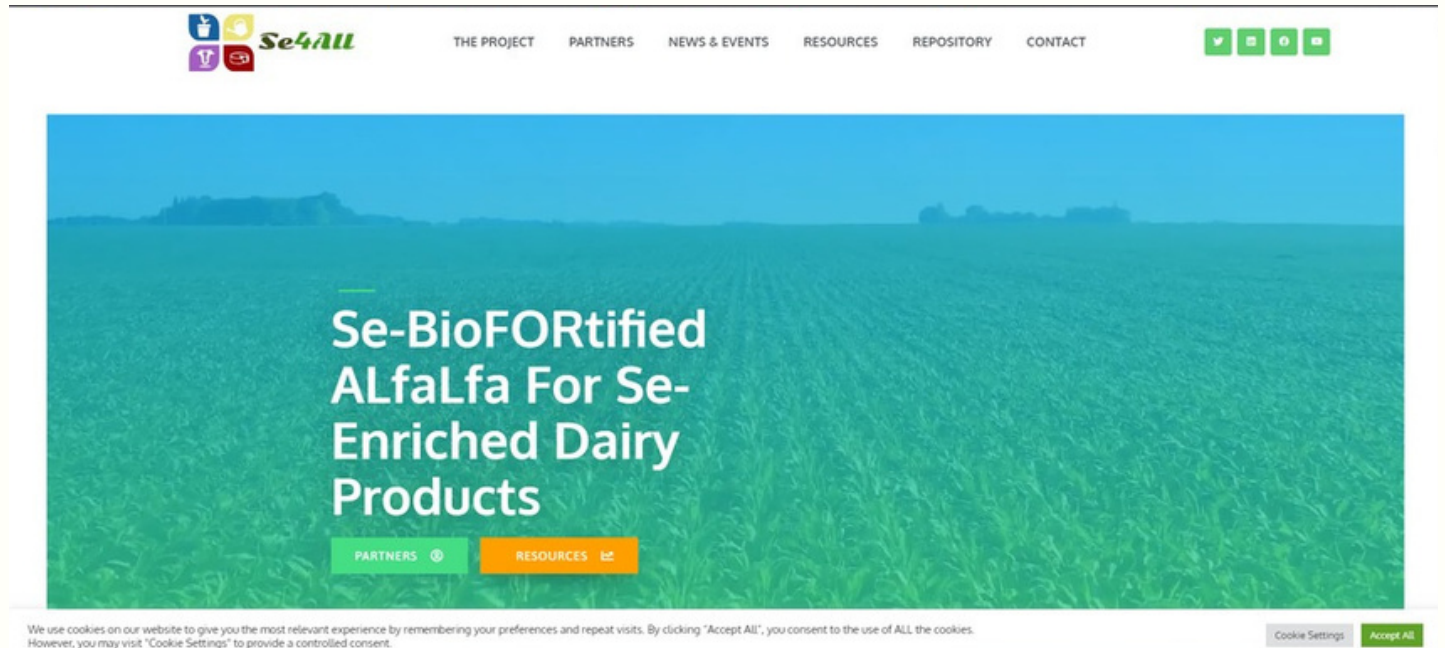 Se4All
THE PROJECT PARTNERS NEWS & EVENTS RESOURCES REPOSITORY CONTACT
Se-BioFORtified
ALfaLfa For Se-
Enriched Dairy
Products
PARTNERS RESOURCES
We use cookies on our website to give you the most relevant experience by remembering your preferences and repeat visits. By clicking "Accept All", you consent to the use of ALL the cookies.
However, you may visit "Cookie Settings" to provide a controlled consent.
Cookie Settings Accept All